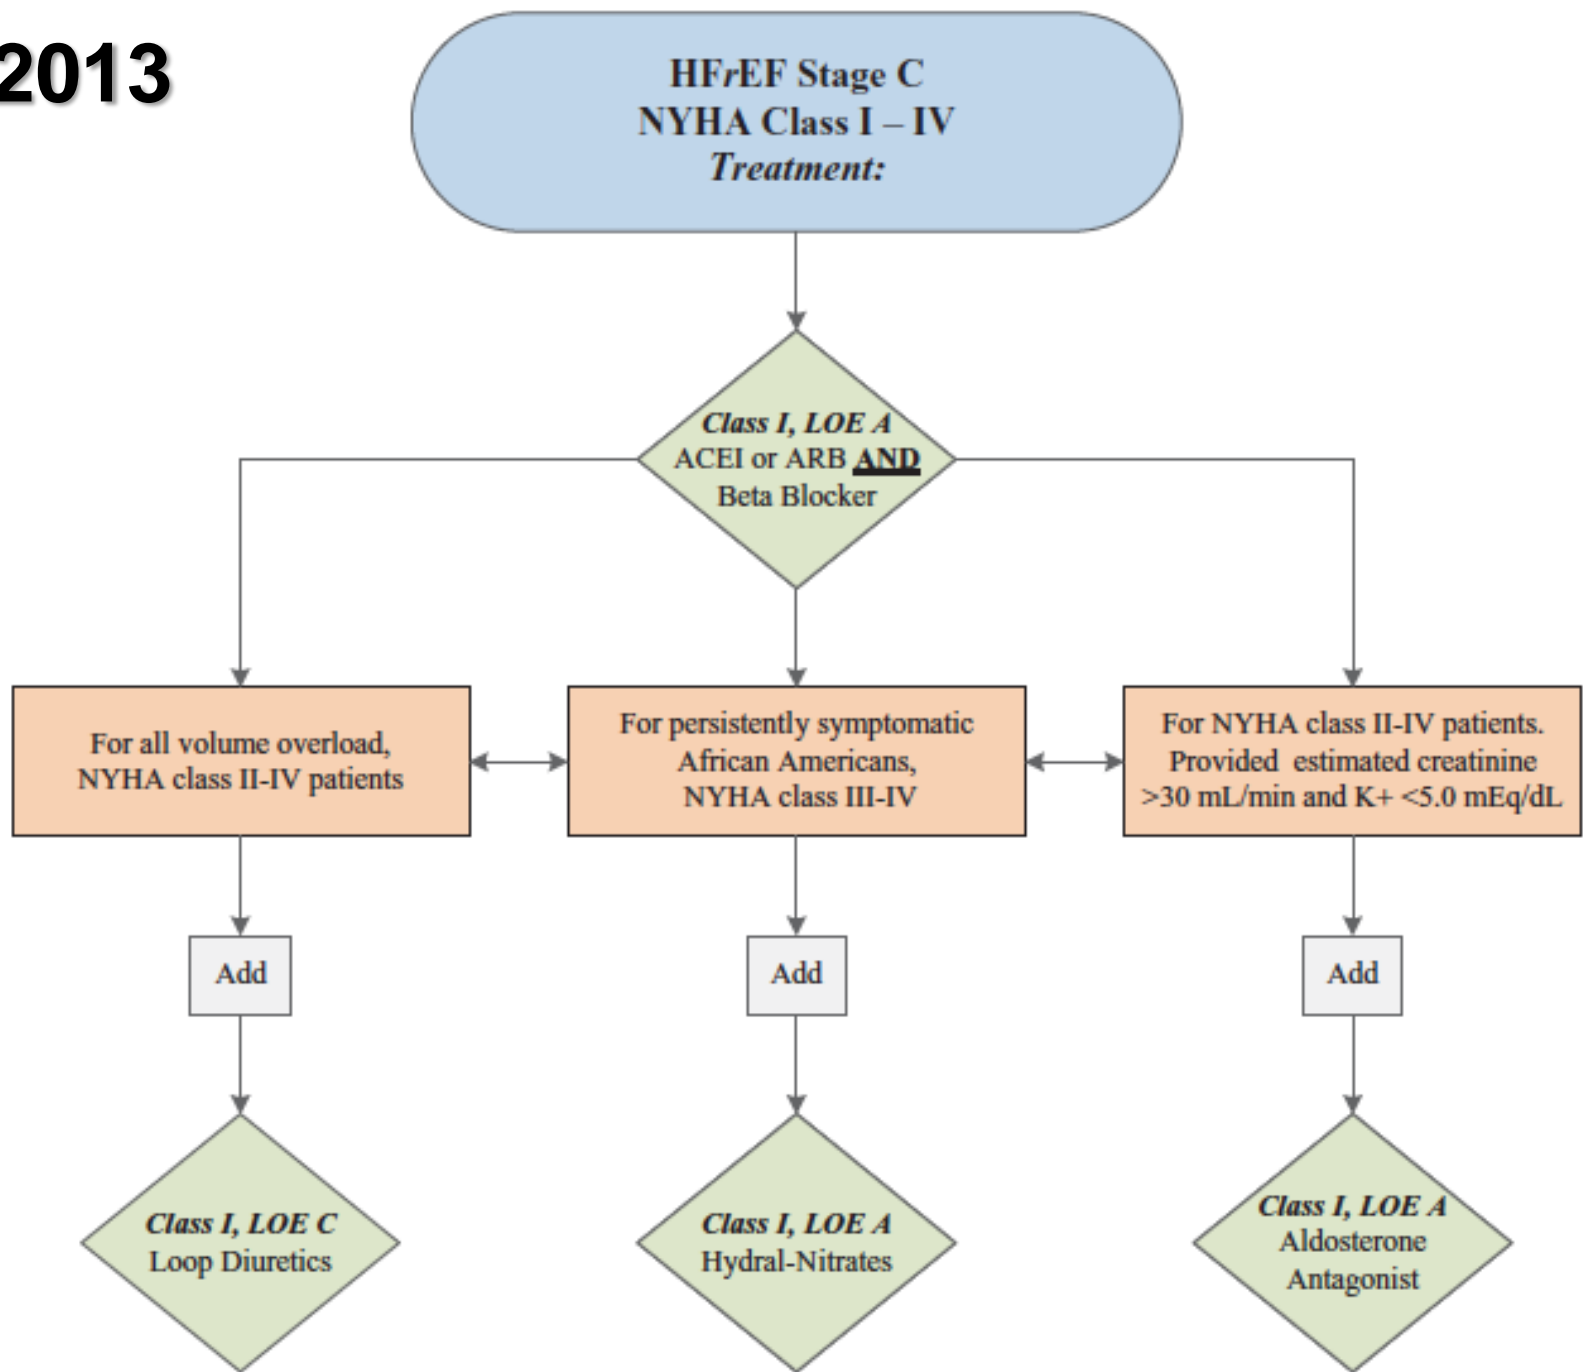 2013
HFrEF Stage C
NYHA Class I – IV
Treatment:
Class I, LOE A
ACEI or ARB AND
Beta Blocker
For all volume overload,
NYHA class II-IV patients
For persistently symptomatic
African Americans,
NYHA class III-IV
For NYHA class II-IV patients.
Provided estimated creatinine
>30 mL/min and K+ <5.0 mEq/dL
Add
Add
Add
Class I, LOE C
Loop Diuretics
Class I, LOE A
Hydral-Nitrates
Class I, LOE A
Aldosterone
Antagonist